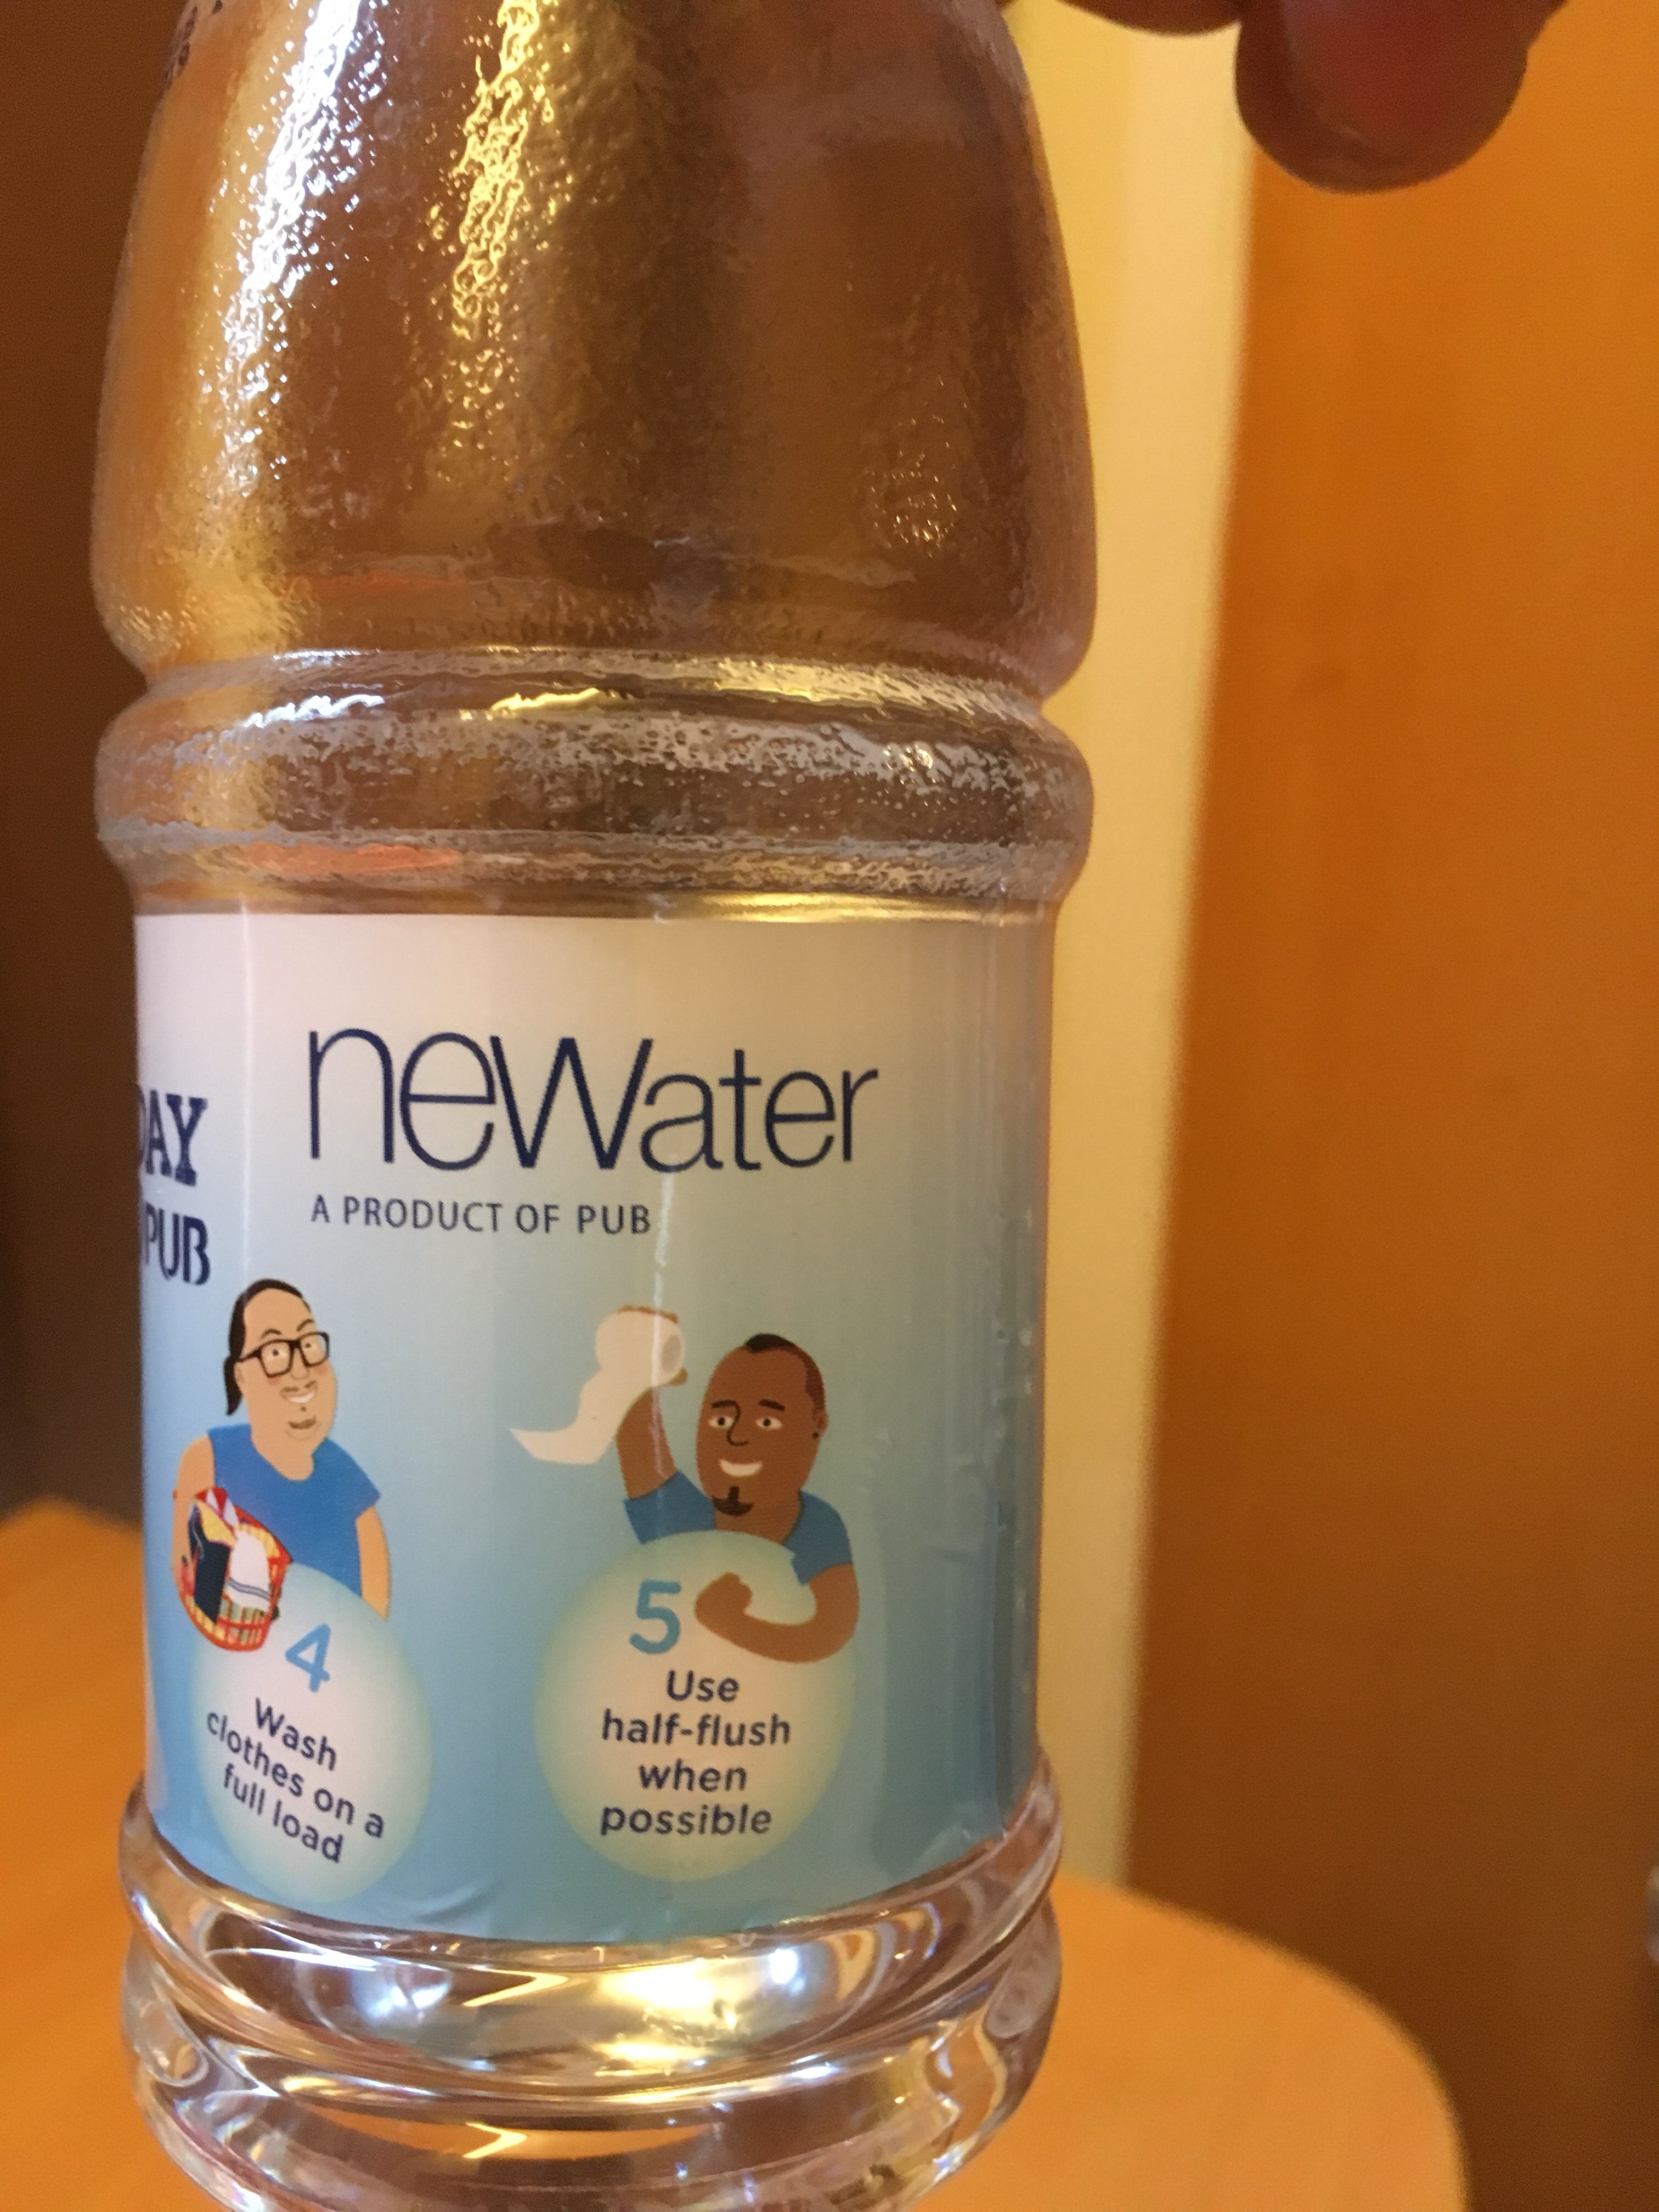 neWater
A PRODUCT OF PUB
DAY
PUB
4
Wash
clothes on a
full load
5
Use
half-flush
when
possible